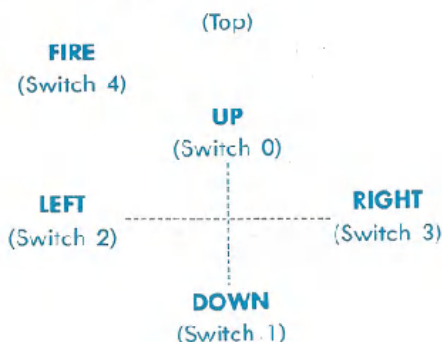 (Top)
FIRE
(Switch 4)
UP
(Switch 0)
LEFT
(Switch 2)
RIGHT
(Switch 3)
DOWN
(Switch 1)